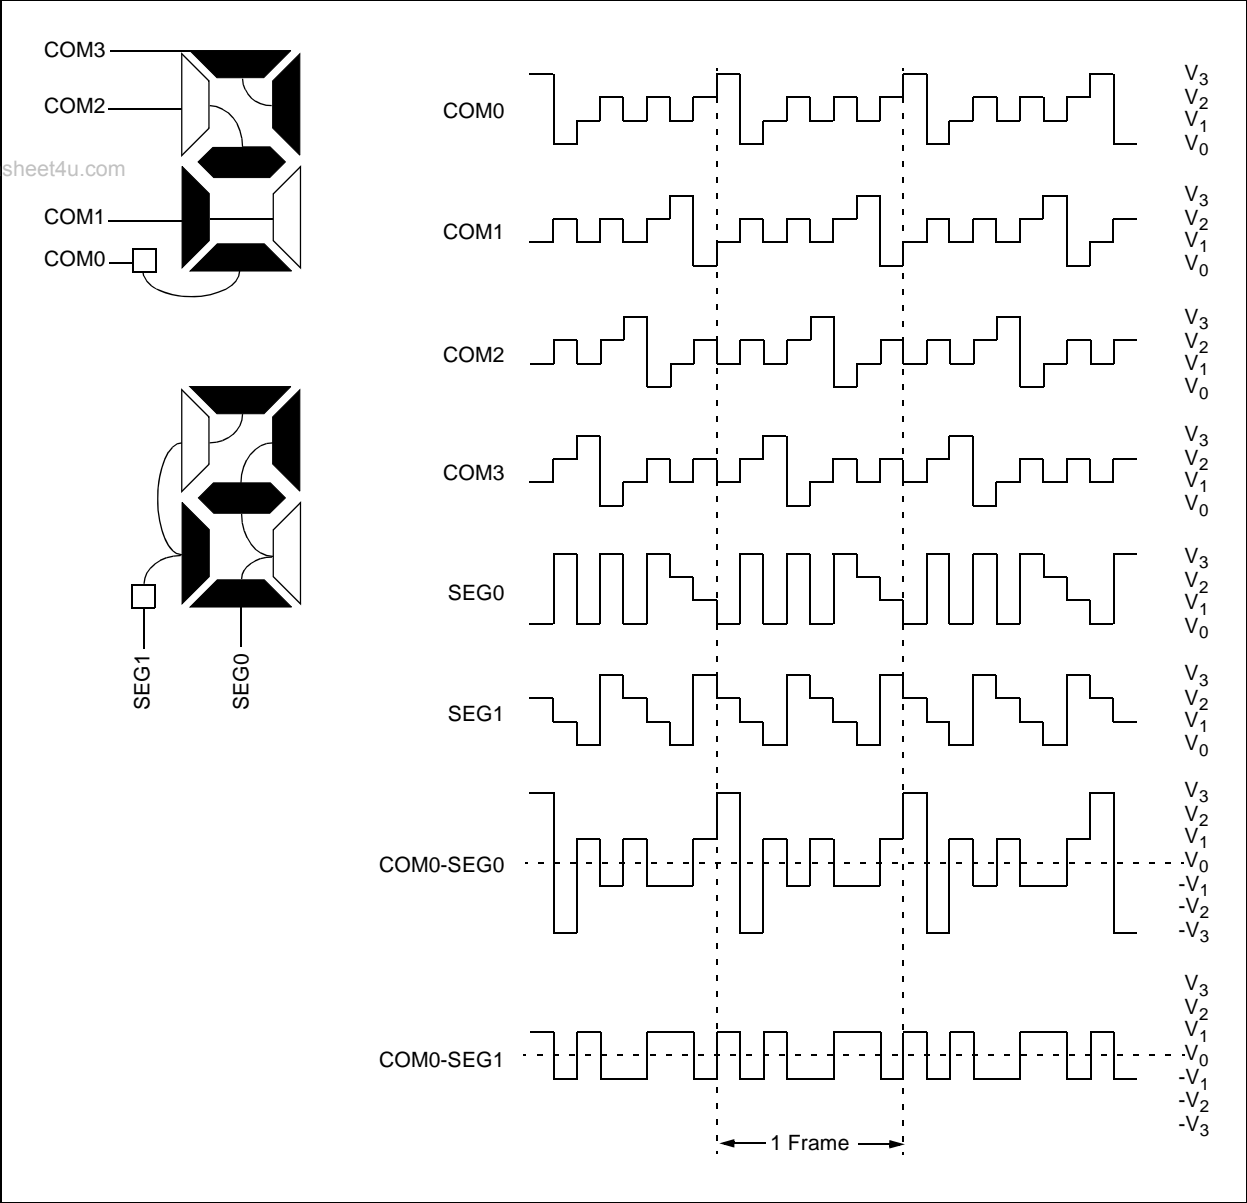 COM3
COM2
sheet4u.com
COM1
COM0
SEG1
SEG0
COM0
V3
V2
V1
V0
COM1
V3
V2
V1
V0
COM2
V3
V2
V1
V0
COM3
V3
V2
V1
V0
SEG0
V3
V2
V1
V0
SEG1
V3
V2
V1
V0
COM0-SEG0
V3
V2
V1
V0
-V1
-V2
-V3
COM0-SEG1
V3
V2
V1
V0
-V1
-V2
-V3
1 Frame